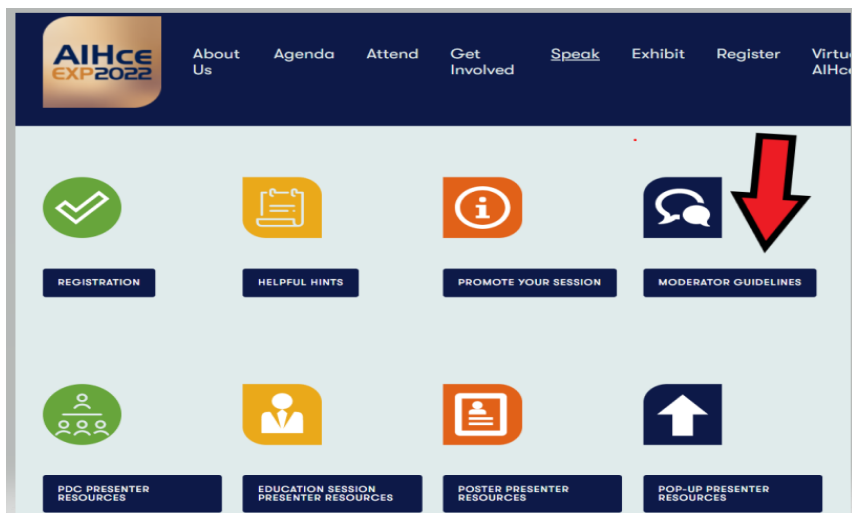 AIHce
EXP2022
About
Us
Agenda
Attend
Get
Involved
Speak
Exhibit
Register
REGISTRATION
HELPFUL HINTS
PROMOTE YOUR SESSION
MODERATOR GUIDELINES
PDC PRESENTER
RESOURCES
EDUCATION SESSION
PRESENTER RESOURCES
POSTER PRESENTER
RESOURCES
POP-UP PRESENTER
RESOURCES